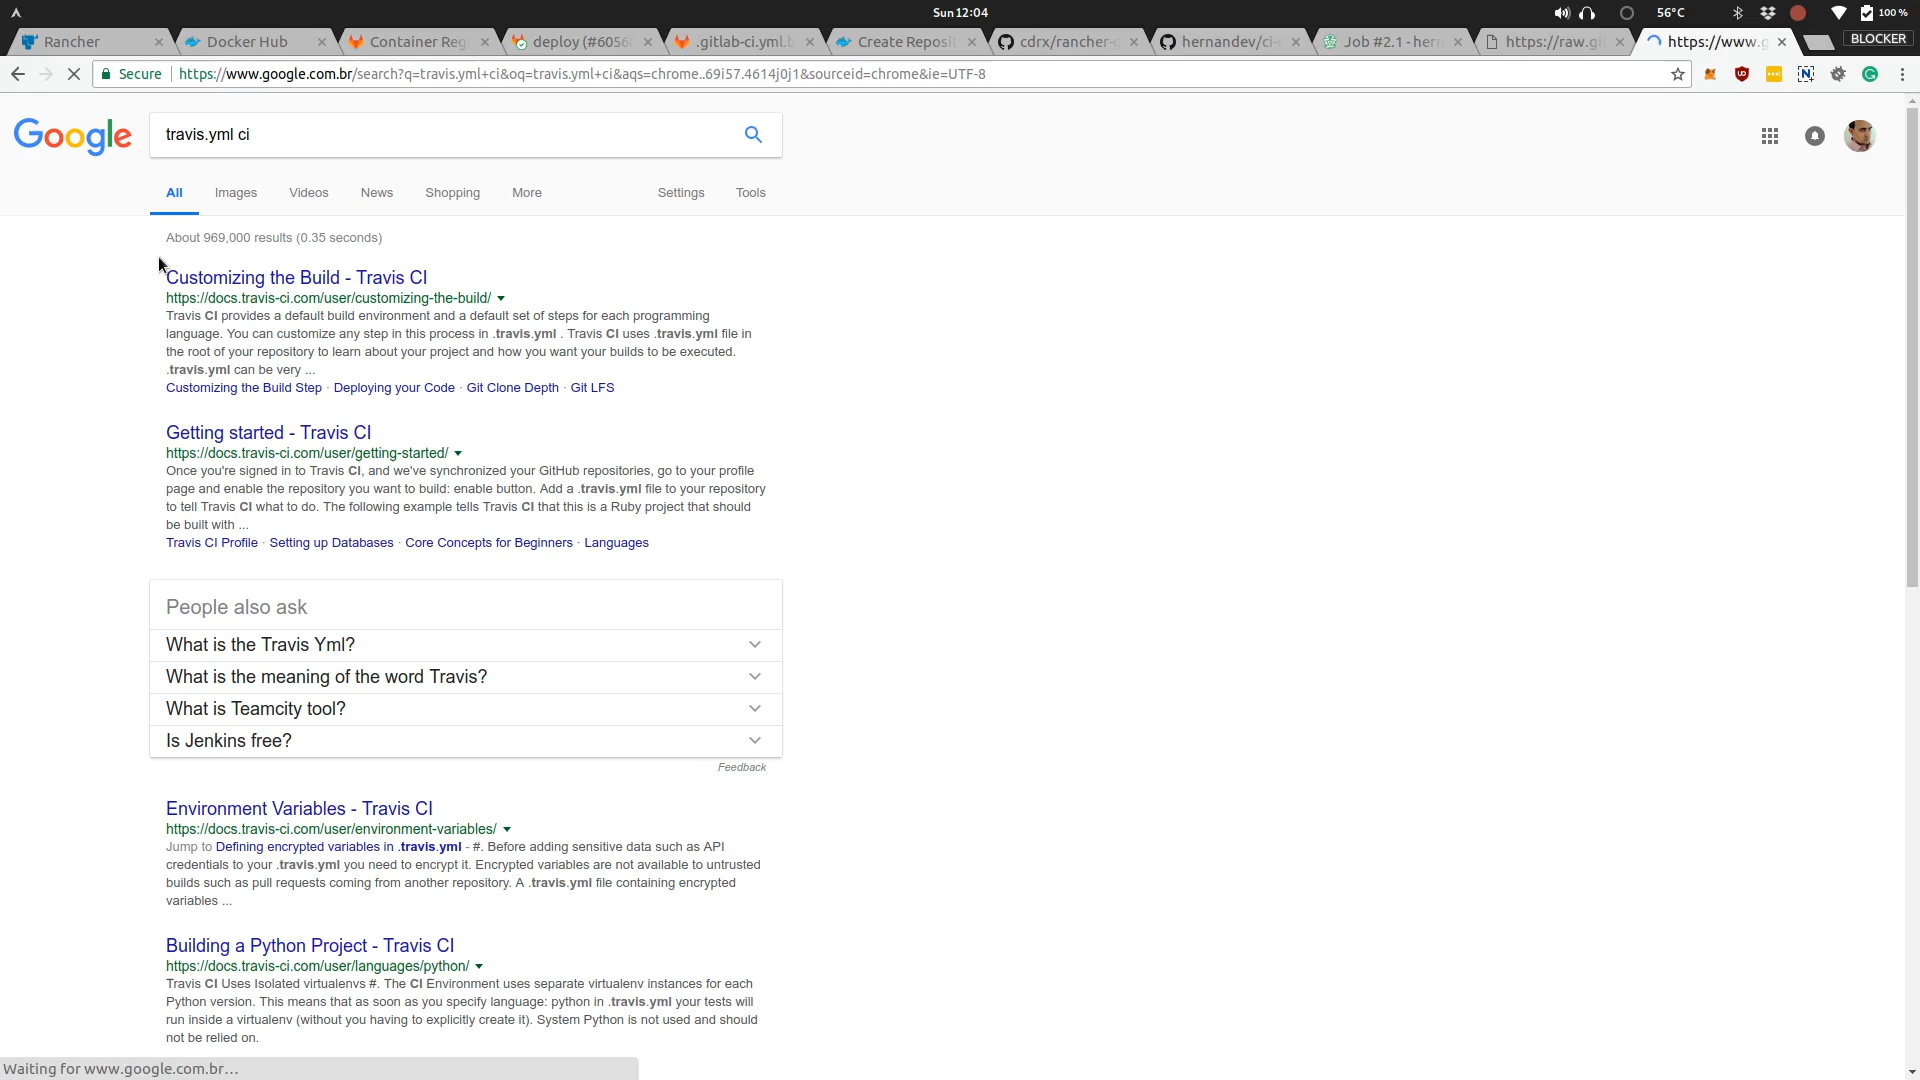 Sun 12:04
56°C
100 %
Rancher
Docker Hub
Container Reg
deploy (#6056
.gitlab-ci.yml.b
Create Reposit
cdrx/rancher-g
hernandev/ci-
Job #2.1 - hern
https://raw.git
https://www.g
BLOCKER
Secure
https://www.google.com.br/search?q=travis.yml+ci&oq=travis.yml+ci&aqs=chrome..69i57.4614j0j1&sourceid=chrome&ie=UTF-8
Google
travis.yml ci
All Images Videos News Shopping More Settings Tools
About 969,000 results (0.35 seconds)
Customizing the Build - Travis CI
https://docs.travis-ci.com/user/customizing-the-build/
Travis CI provides a default build environment and a default set of steps for each programming
language. You can customize any step in this process in .travis.yml . Travis CI uses .travis.yml file in
the root of your repository to learn about your project and how you want your builds to be executed.
.travis.yml can be very ...
Customizing the Build Step · Deploying your Code · Git Clone Depth · Git LFS
Getting started - Travis CI
https://docs.travis-ci.com/user/getting-started/
Once you're signed in to Travis CI, and we've synchronized your GitHub repositories, go to your profile
page and enable the repository you want to build: enable button. Add a .travis.yml file to your repository
to tell Travis CI what to do. The following example tells Travis CI that this is a Ruby project that should
be built with ...
Travis CI Profile · Setting up Databases · Core Concepts for Beginners · Languages
People also ask
What is the Travis Yml?
What is the meaning of the word Travis?
What is Teamcity tool?
Is Jenkins free?
Feedback
Environment Variables - Travis CI
https://docs.travis-ci.com/user/environment-variables/
Jump to Defining encrypted variables in .travis.yml - #. Before adding sensitive data such as API
credentials to your .travis.yml you need to encrypt it. Encrypted variables are not available to untrusted
builds such as pull requests coming from another repository. A .travis.yml file containing encrypted
variables ...
Building a Python Project - Travis CI
https://docs.travis-ci.com/user/languages/python/
Travis CI Uses Isolated virtualenvs #. The CI Environment uses separate virtualenv instances for each
Python version. This means that as soon as you specify language: python in .travis.yml your tests will
run inside a virtualenv (without you having to explicitly create it). System Python is not used and should
not be relied on.
Waiting for www.google.com.br…